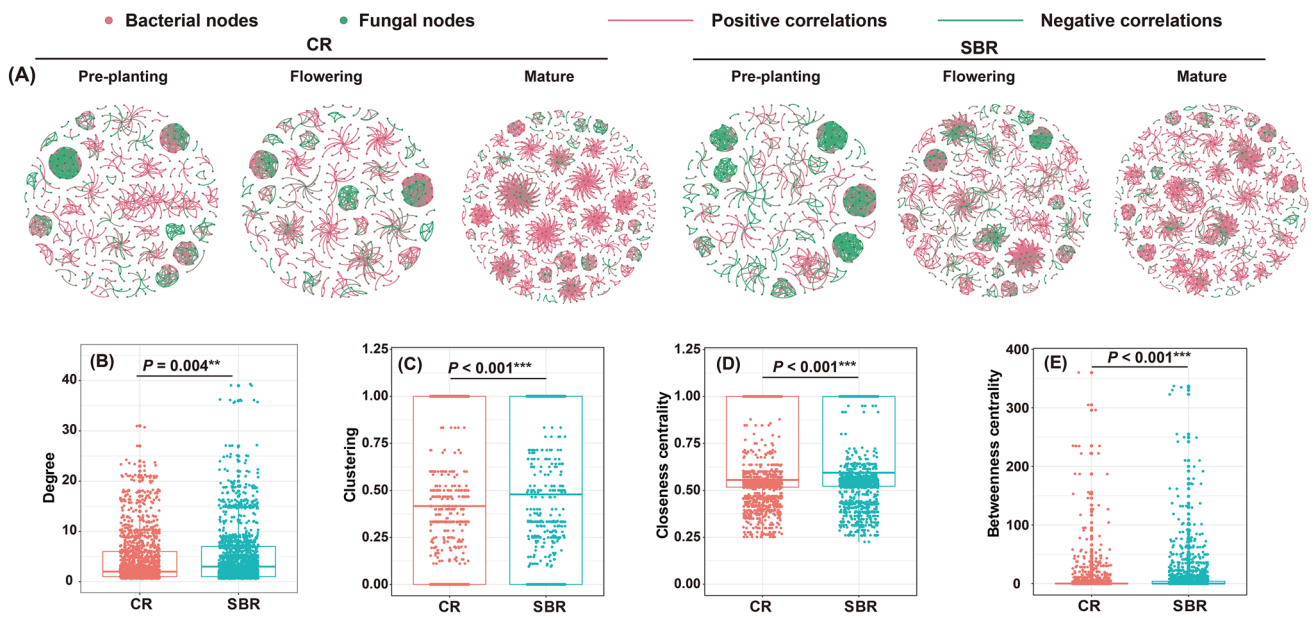 Bacterial nodes Fungal nodes Positive correlations Negative correlations
CR SBR
(A) Pre-planting Flowering Mature Pre-planting Flowering Mature
(B)
P = 0.004**
Degree
40
30
20
10
0
CR SBR
(C)
P < 0.001***
Clustering
1.25
1.00
0.75
0.50
0.25
0.00
CR SBR
(D)
P < 0.001***
Closeness centrality
1.25
1.00
0.75
0.50
0.25
0.00
CR SBR
(E)
P < 0.001***
Betweenness centrality
400
300
200
100
0
CR SBR